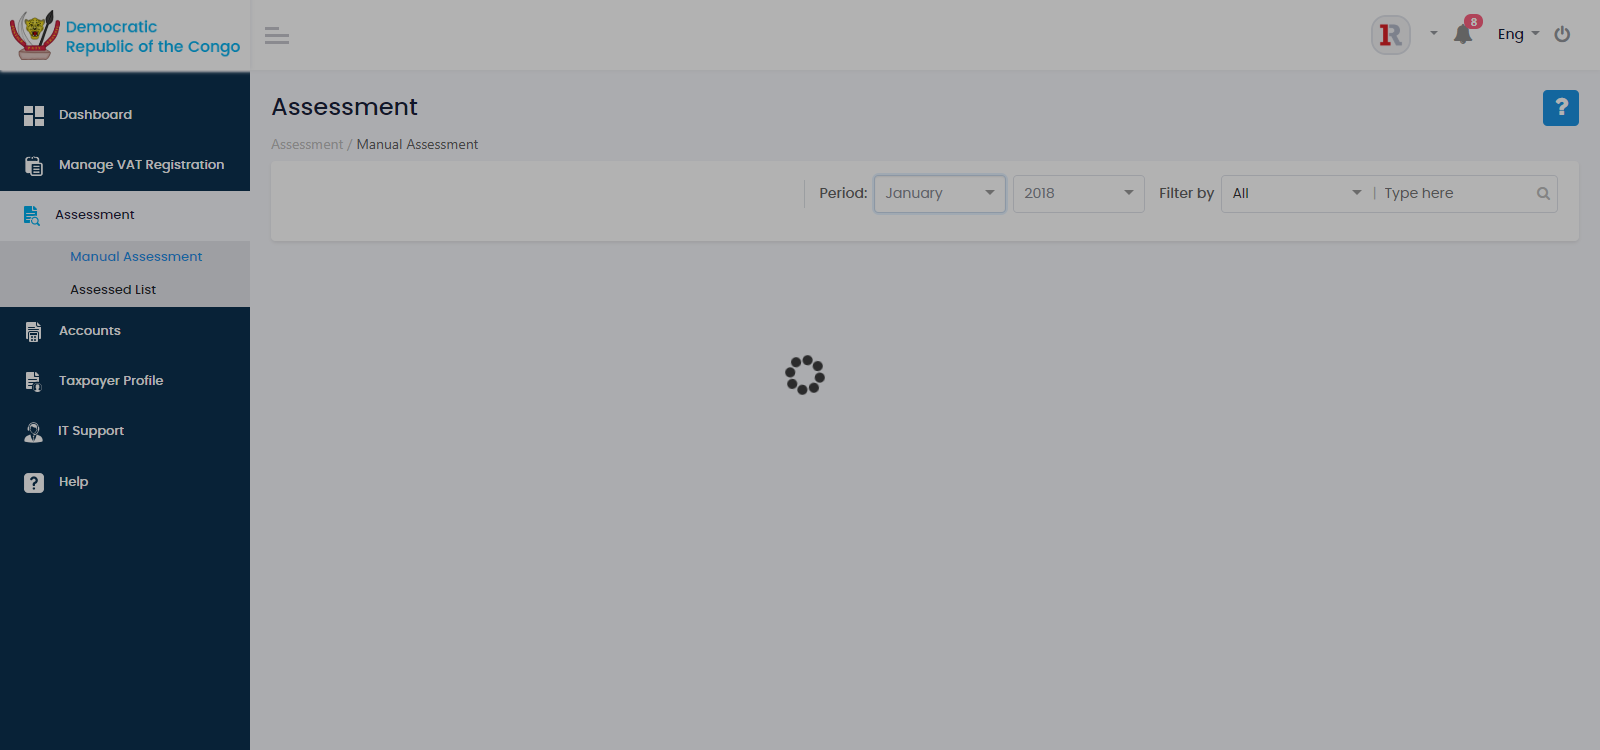 Democratic
Republic of the Congo
8
Eng
Dashboard
Manage VAT Registration
Assessment
Manual Assessment
Assessed List
Accounts
Taxpayer Profile
IT Support
? Help
Assessment
?
Assessment / Manual Assessment
Period: January 2018 Filter by All | Type here